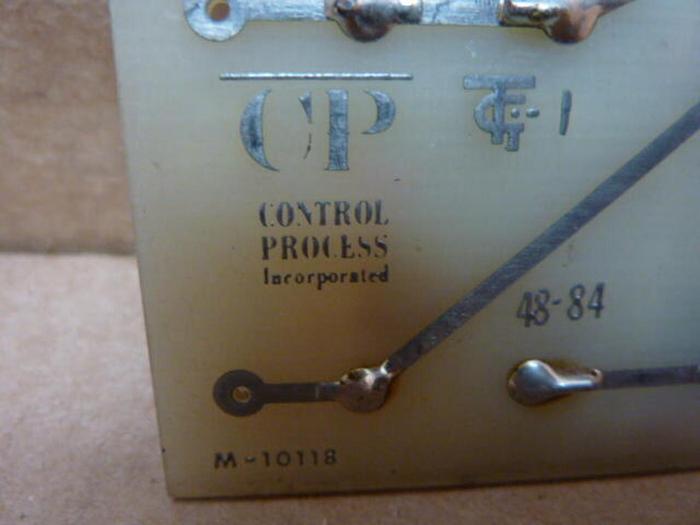 CP
CONTROL
PROCESS
Incorporated
48-84
M-10118